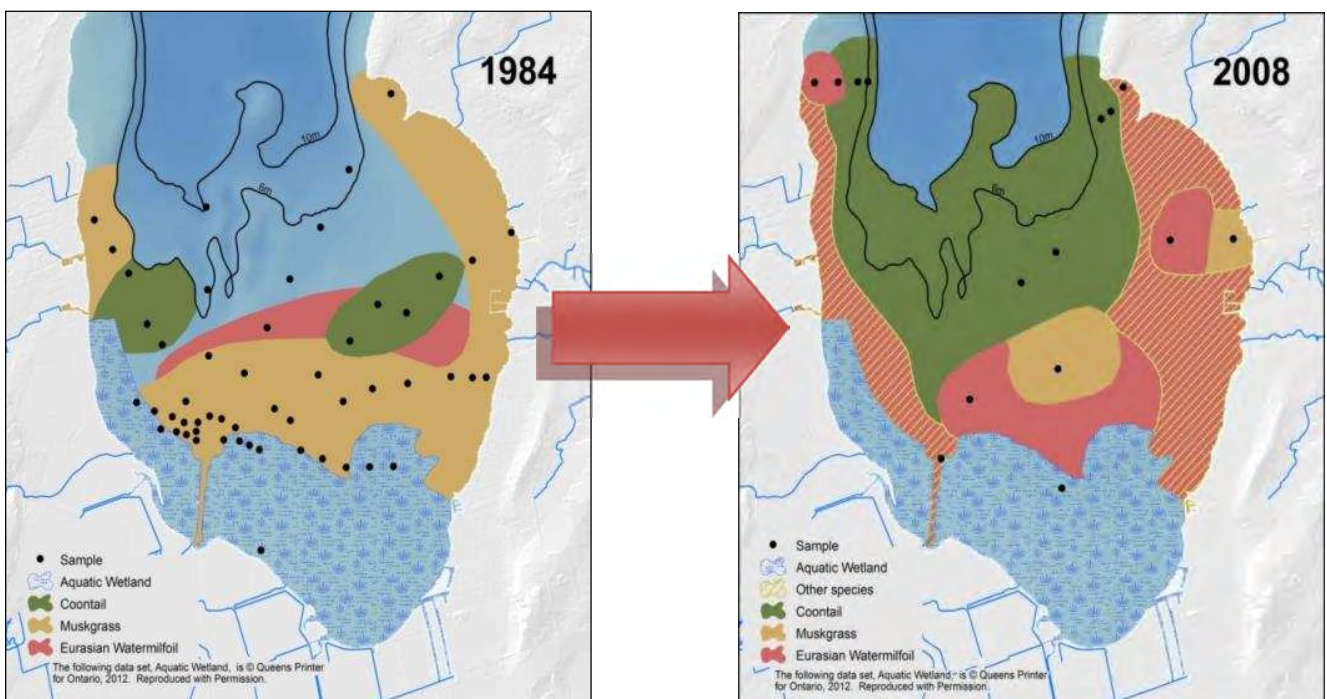 1984
10m
6m
Sample
Aquatic Wetland
Coontail
Muskgrass
Eurasian Watermilfoil
The following data set, Aquatic Wetland, is © Queens Printer
for Ontario, 2012. Reproduced with Permission.
2008
10m
6m
Sample
Aquatic Wetland
Other species
Coontail
Muskgrass
Eurasian Watermilfoil
The following data set, Aquatic Wetland, is © Queens Printer
for Ontario, 2012. Reproduced with Permission.